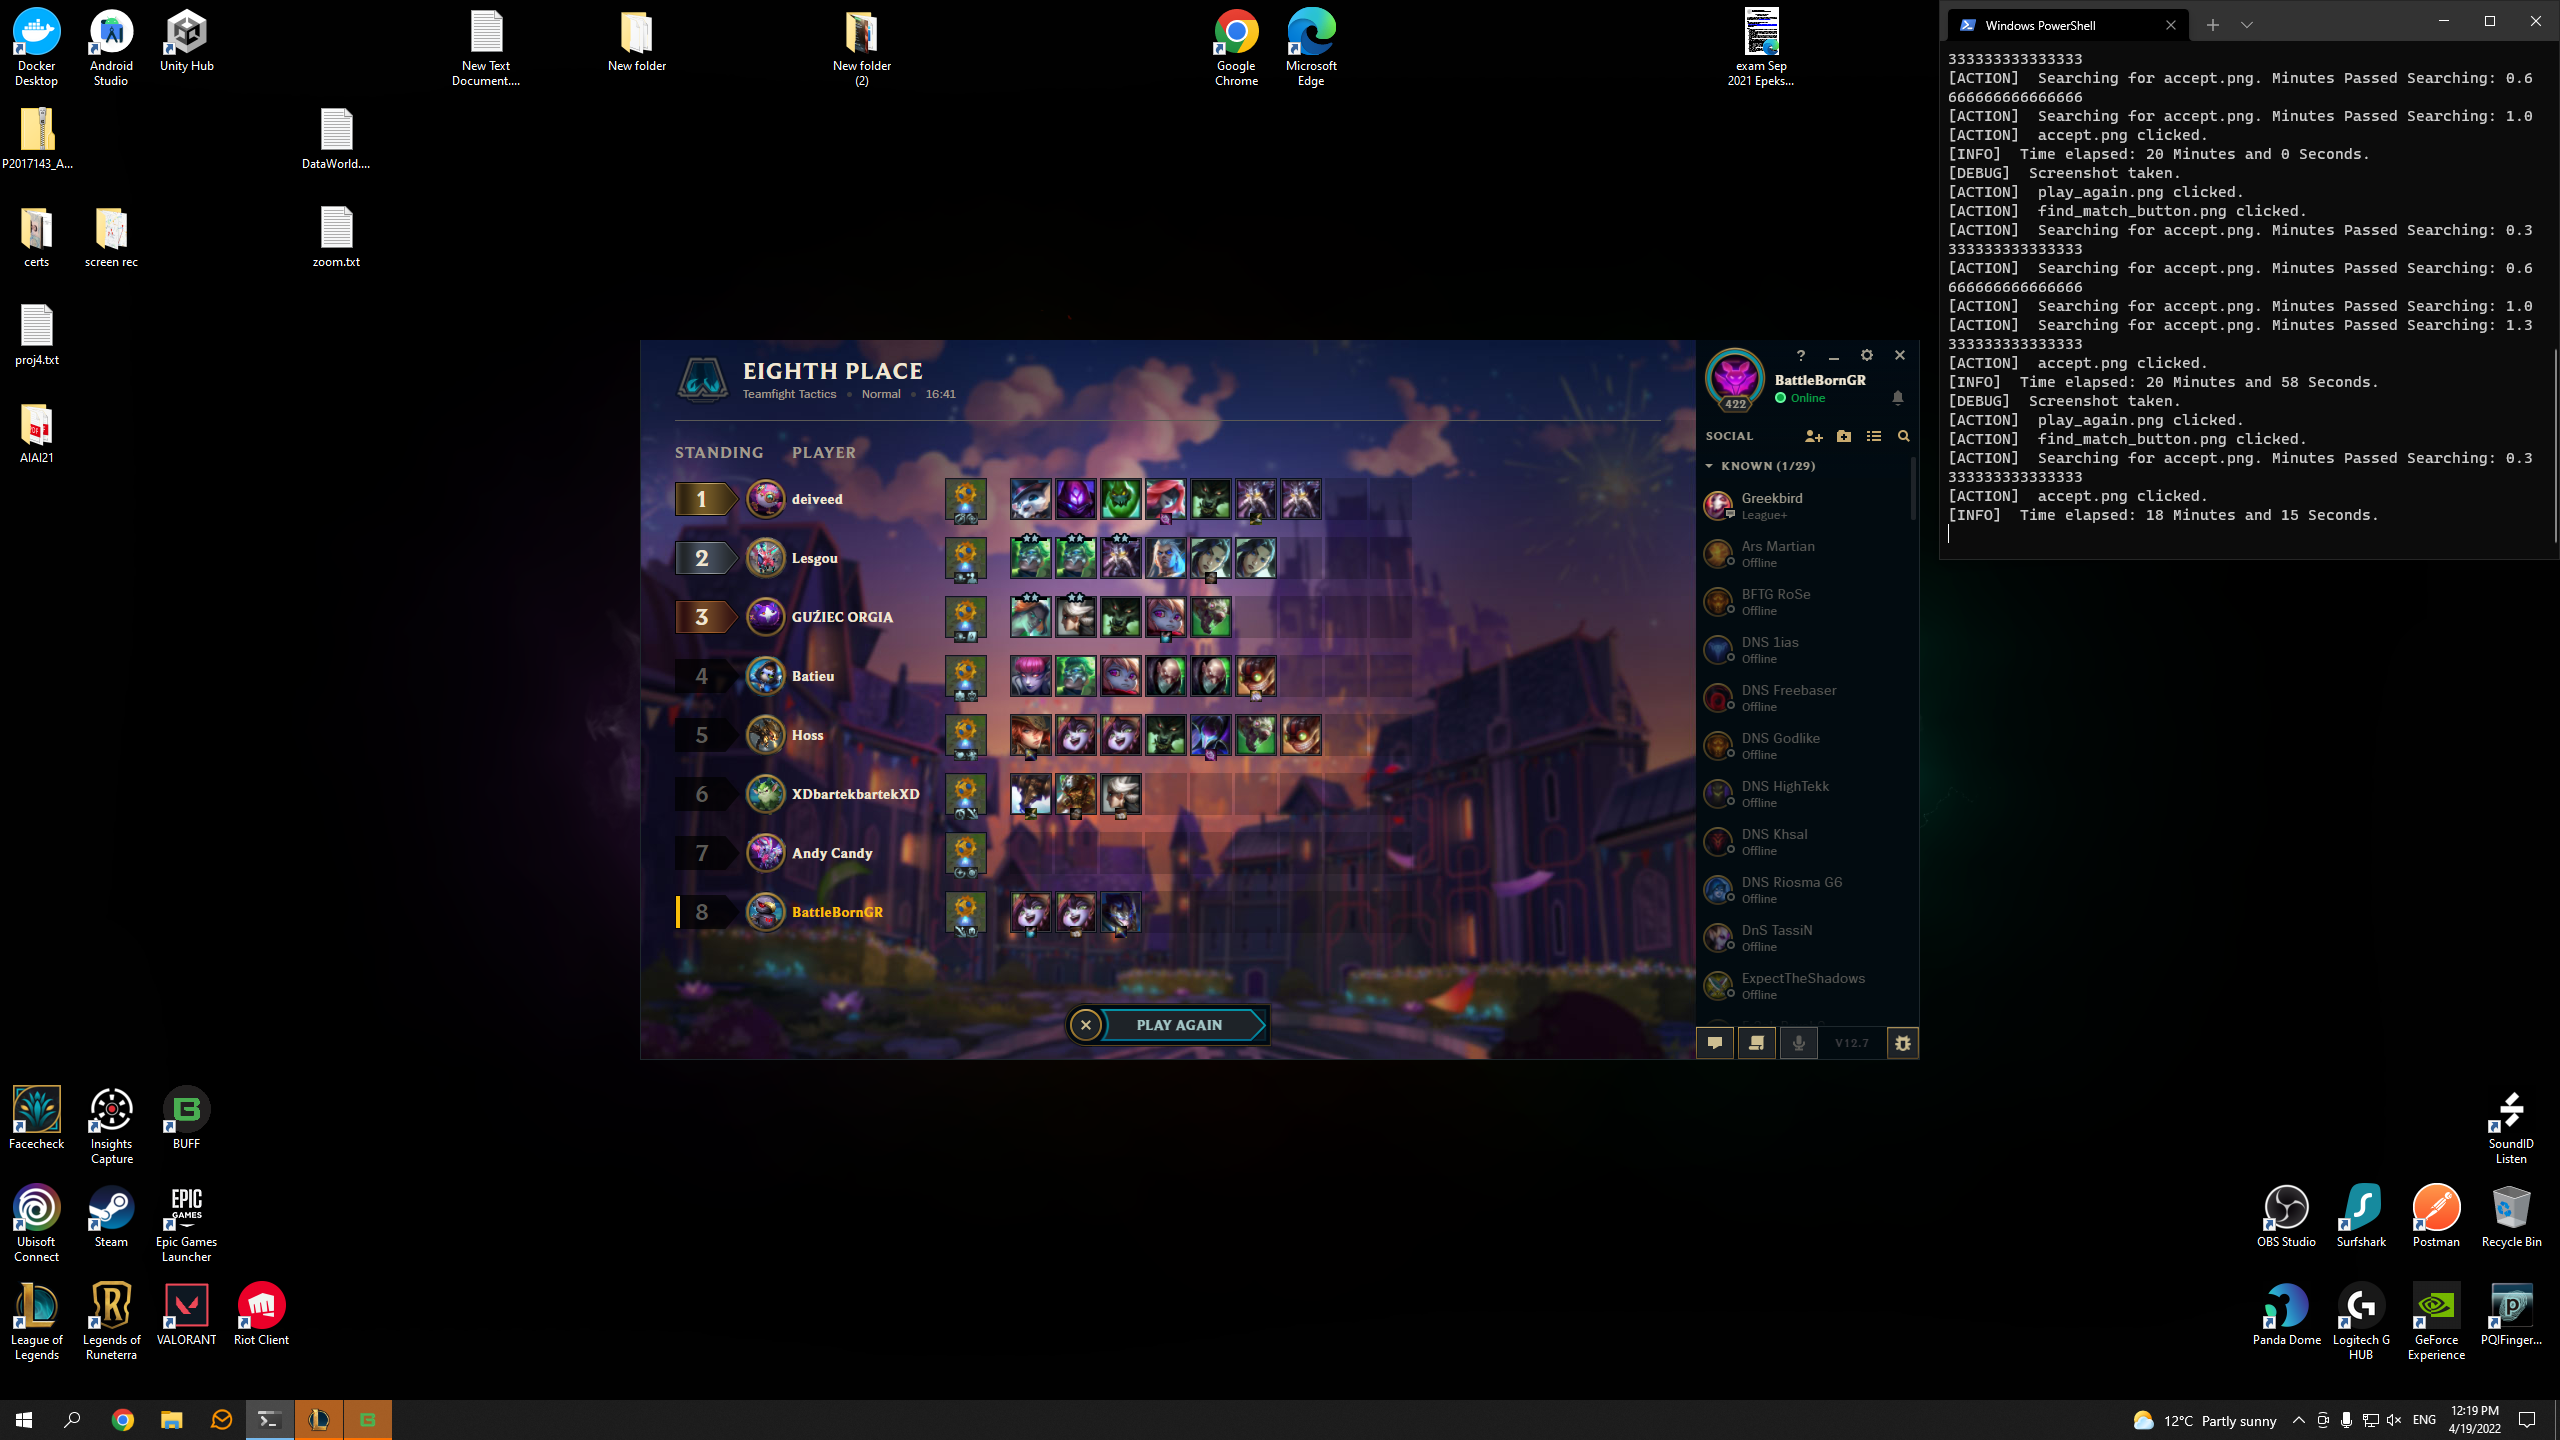 Docker
Desktop
Android
Studio
Unity Hub
New Text
Document....
New folder
New folder
(2)
Google
Chrome
Microsoft
Edge
exam Sep
2021 Epeks...
P2017143_A...
DataWorld....
certs
screen rec
zoom.txt
proj4.txt
AIAI21
Windows PowerShell
333333333333333
[ACTION]  Searching for accept.png. Minutes Passed Searching: 0.6
666666666666666
[ACTION]  Searching for accept.png. Minutes Passed Searching: 1.0
[ACTION]  accept.png clicked.
[INFO]  Time elapsed: 20 Minutes and 0 Seconds.
[DEBUG]  Screenshot taken.
[ACTION]  play_again.png clicked.
[ACTION]  find_match_button.png clicked.
[ACTION]  Searching for accept.png. Minutes Passed Searching: 0.3
333333333333333
[ACTION]  Searching for accept.png. Minutes Passed Searching: 0.6
666666666666666
[ACTION]  Searching for accept.png. Minutes Passed Searching: 1.0
[ACTION]  Searching for accept.png. Minutes Passed Searching: 1.3
333333333333333
[ACTION]  accept.png clicked.
[INFO]  Time elapsed: 20 Minutes and 58 Seconds.
[DEBUG]  Screenshot taken.
[ACTION]  play_again.png clicked.
[ACTION]  find_match_button.png clicked.
[ACTION]  Searching for accept.png. Minutes Passed Searching: 0.3
333333333333333
[ACTION]  accept.png clicked.
[INFO]  Time elapsed: 18 Minutes and 15 Seconds.
EIGHTH PLACE
Teamfight Tactics • Normal • 16:41
STANDING PLAYER
1 deiveed
2 Lesgou
3 GUŹIEC ORGIA
4 Batieu
5 Hoss
6 XDbartekbartekXD
7 Andy Candy
8 BattleBornGR
PLAY AGAIN
BattleBornGR
Online
422
SOCIAL
KNOWN (1/29)
Greekbird
League+
Ars Martian
Offline
BFTG RoSe
Offline
DNS 1ias
Offline
DNS Freebaser
Offline
DNS Godlike
Offline
DNS HighTekk
Offline
DNS Khsal
Offline
DNS Riosma G6
Offline
DnS TassiN
Offline
ExpectTheShadows
Offline
V12.7
Facecheck
Insights
Capture
BUFF
Ubisoft
Connect
Steam
EPIC
GAMES
Epic Games
Launcher
League of
Legends
Legends of
Runeterra
VALORANT
Riot Client
SoundID
Listen
OBS Studio
Surfshark
Postman
Recycle Bin
Panda Dome
Logitech G
HUB
GeForce
Experience
PQIFinger...
12°C Partly sunny
ENG
12:19 PM
4/19/2022